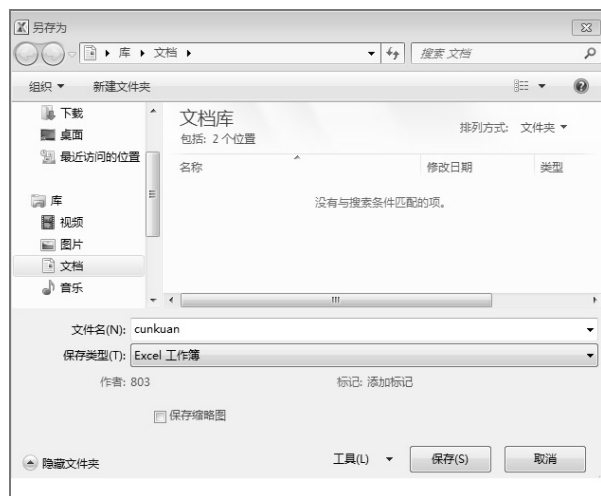 另存为
库 文档
搜索 文档
组织 新建文件夹
下载
桌面
最近访问的位置
库
视频
图片
文档
音乐
文档库
包括: 2 个位置
排列方式: 文件夹
名称 修改日期 类型
没有与搜索条件匹配的项。
文件名(N): cunkuan
保存类型(T): Excel 工作簿
作者: 803 标记: 添加标记
保存缩略图
隐藏文件夹 工具(L) 保存(S) 取消